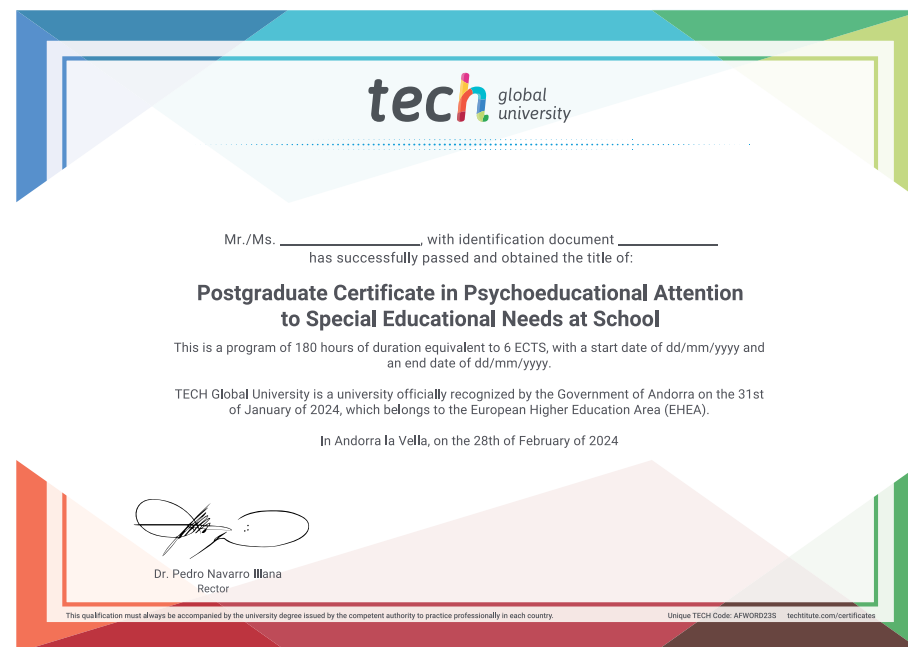 tech global
university
Mr./Ms. ____________, with identification document ____________
has successfully passed and obtained the title of:
Postgraduate Certificate in Psychoeducational Attention
to Special Educational Needs at School
This is a program of 180 hours of duration equivalent to 6 ECTS, with a start date of dd/mm/yyyy and
an end date of dd/mm/yyyy.
TECH Global University is a university officially recognized by the Government of Andorra on the 31st
of January of 2024, which belongs to the European Higher Education Area (EHEA).
In Andorra la Vella, on the 28th of February of 2024
Dr. Pedro Navarro Illana
Rector
This qualification must always be accompanied by the university degree issued by the competent authority to practice professionally in each country.
Unique TECH Code: AFWORD23S techtitute.com/certificates